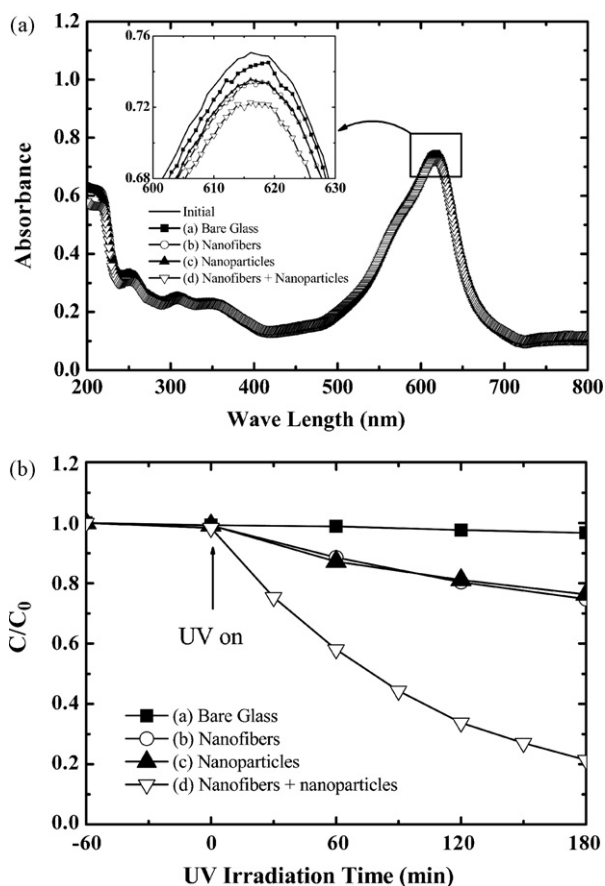 (a)
1.2
1.0
0.8
0.6
0.4
0.2
0.0
Absorbance
0.76
0.72
0.68
600
610
620
630
Initial
(a) Bare Glass
(b) Nanofibers
(c) Nanoparticles
(d) Nanofibers + Nanoparticles
200
300
400
500
600
700
800
Wave Length (nm)
(b)
1.2
1.0
0.8
0.6
0.4
0.2
0.0
C/C0
UV on
(a) Bare Glass
(b) Nanofibers
(c) Nanoparticles
(d) Nanofibers + nanoparticles
-60
0
60
120
180
UV Irradiation Time (min)